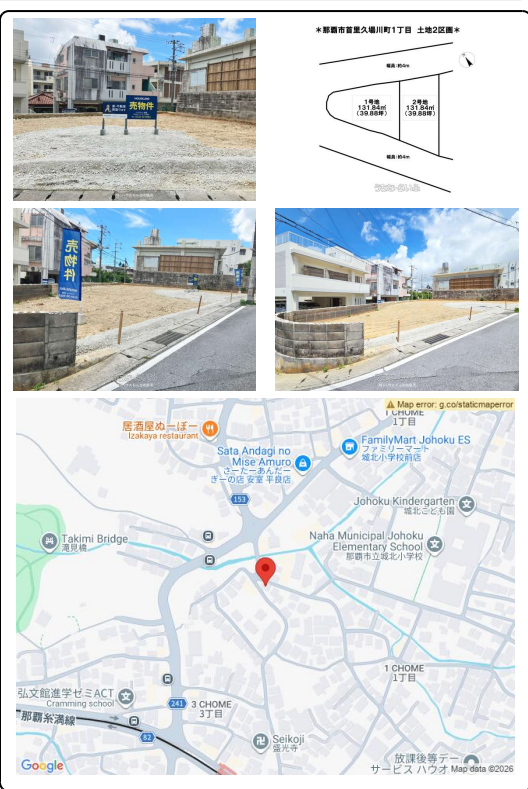 *那覇市首里久場川町1丁目 土地2区画*
幅員:約4m
1号地
131.84㎡
(39.88坪)
2号地
131.84㎡
(39.88坪)
幅員:約4m
売物件
売物件
Map error: g.co/staticmaperror
1 CHOME
1丁目
居酒屋ぬーぼー
Izakaya restaurant
FamilyMart Johoku ES
ファミリーマート
城北小学校前店
Sata Andagi no
Mise Amuro
さーたーあんだー
ぎーの店 安室 平良店
153
Johoku Kindergarten
城北こども園
Naha Municipal Johoku
Elementary School
那覇市立城北小学校
Takimi Bridge
滝見橋
1 CHOME
1丁目
弘文館進学ゼミACT
Cramming school
241
3 CHOME
3丁目
那覇糸満線
82
Seikoji
盛光寺
放課後等デー
サービス ハウオ
Google
Map data ©2026